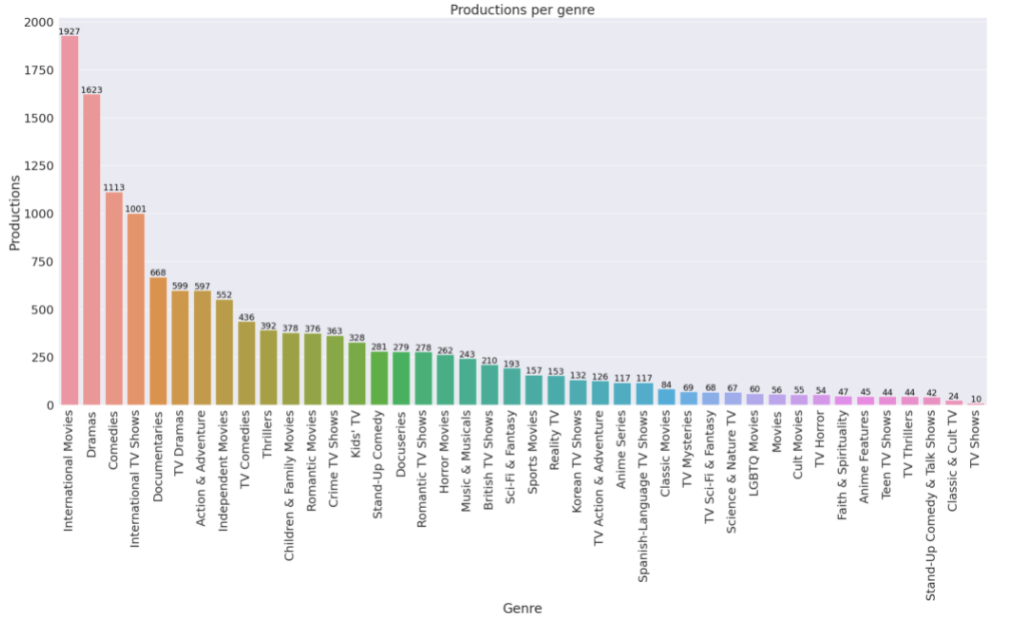 Productions per genre
Productions
2000
1750
1500
1250
1000
750
500
250
0
1927
1623
1113
1001
668
599
597
552
436
392
378
376
363
328
281
279
278
262
243
210
193
157
153
132
126
117
117
84
69
68
67
60
56
55
54
47
45
44
44
42
24
10
International Movies
Dramas
Comedies
International TV Shows
Documentaries
TV Dramas
Action & Adventure
Independent Movies
TV Comedies
Thrillers
Children & Family Movies
Romantic Movies
Crime TV Shows
Kids' TV
Stand-Up Comedy
Docuseries
Romantic TV Shows
Horror Movies
Music & Musicals
British TV Shows
Sci-Fi & Fantasy
Sports Movies
Reality TV
Korean TV Shows
TV Action & Adventure
Anime Series
Spanish-Language TV Shows
Classic Movies
TV Mysteries
TV Sci-Fi & Fantasy
Science & Nature TV
LGBTQ Movies
Movies
Cult Movies
TV Horror
Faith & Spirituality
Anime Features
Teen TV Shows
TV Thrillers
Stand-Up Comedy & Talk Shows
Classic & Cult TV
TV Shows
Genre